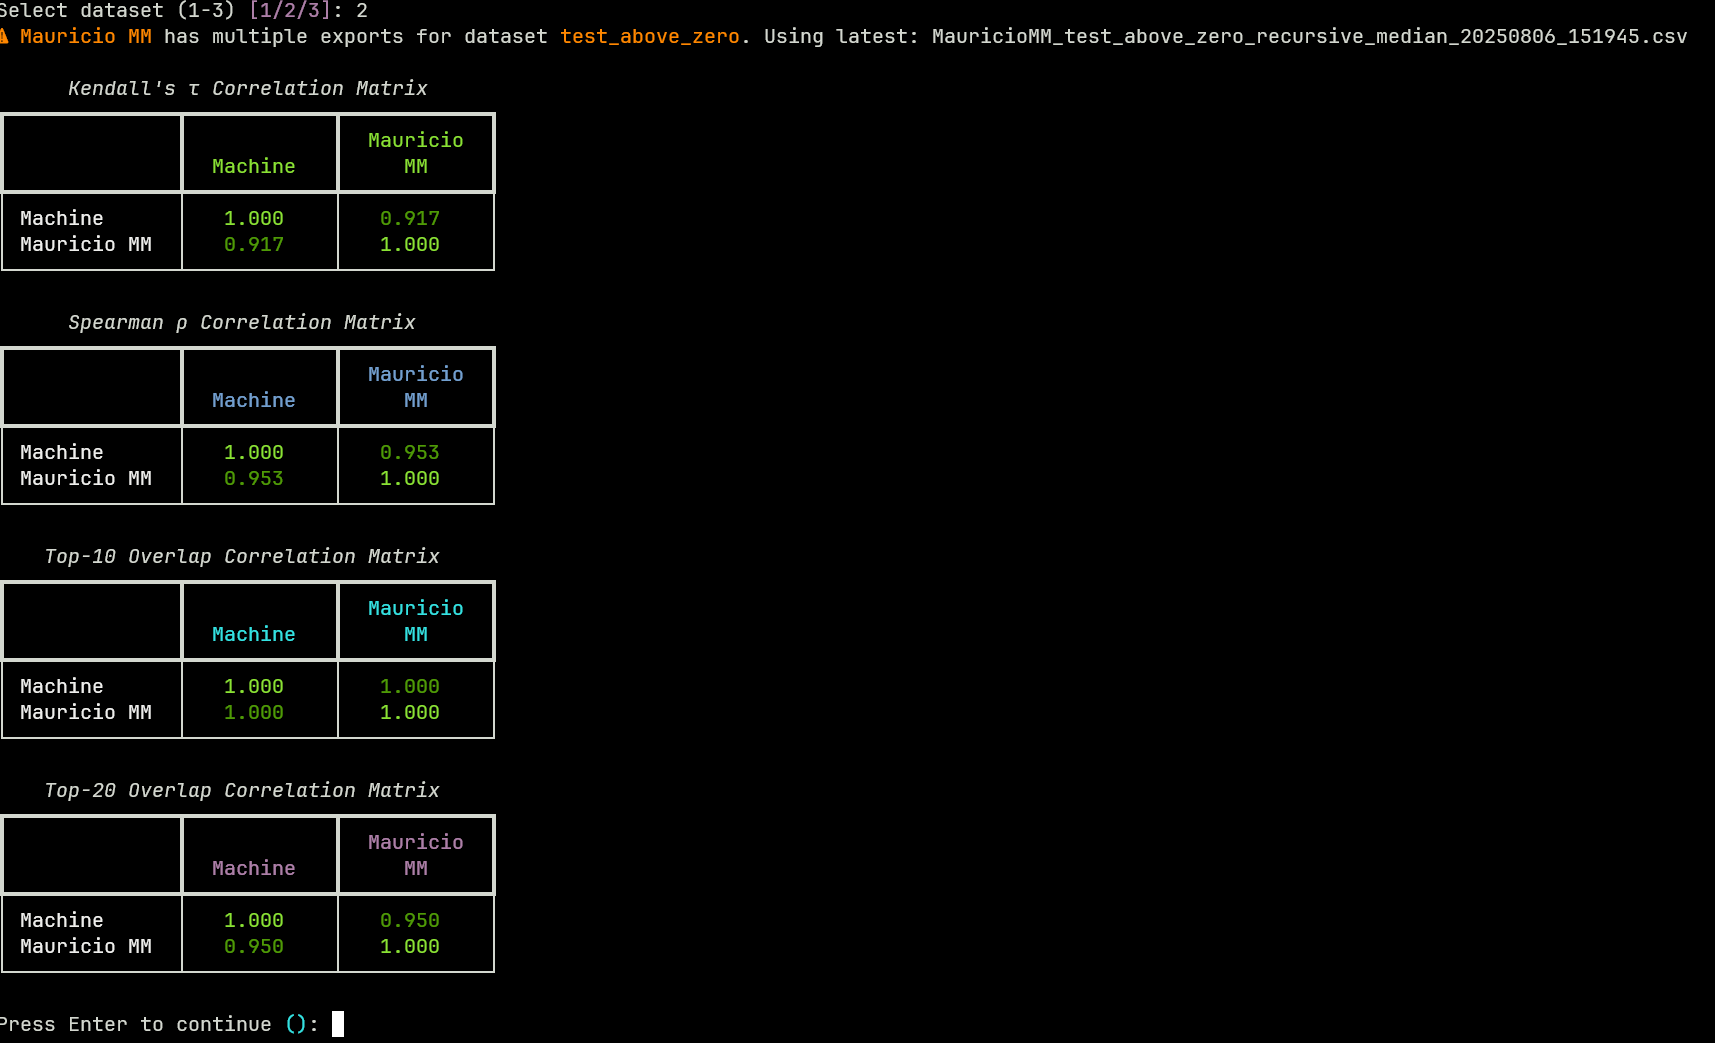 Select dataset (1-3) [1/2/3]: 2
⚠ Mauricio MM has multiple exports for dataset test_above_zero. Using latest: MauricioMM_test_above_zero_recursive_median_20250806_151945.csv
Kendall's τ Correlation Matrix
Mauricio
Machine MM
Machine 1.000 0.917
Mauricio MM 0.917 1.000
Spearman ρ Correlation Matrix
Mauricio
Machine MM
Machine 1.000 0.953
Mauricio MM 0.953 1.000
Top-10 Overlap Correlation Matrix
Mauricio
Machine MM
Machine 1.000 1.000
Mauricio MM 1.000 1.000
Top-20 Overlap Correlation Matrix
Mauricio
Machine MM
Machine 1.000 0.950
Mauricio MM 0.950 1.000
Press Enter to continue ():